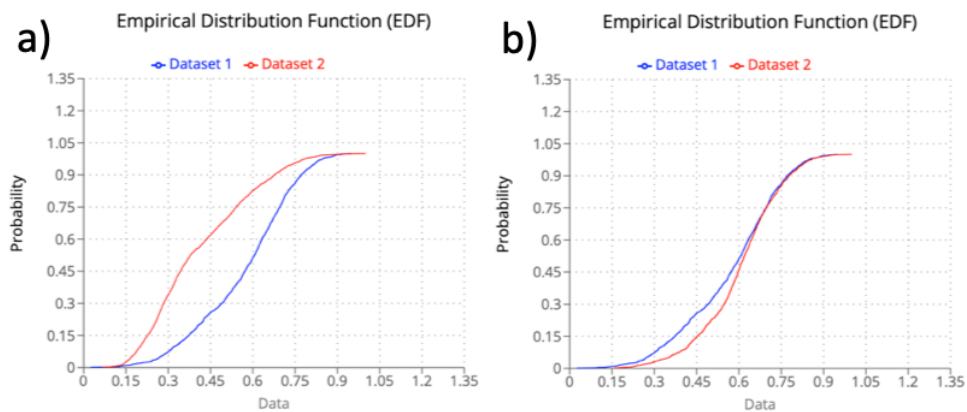 a)
Empirical Distribution Function (EDF)
Dataset 1 Dataset 2
1.35
1.2
1.05
0.9
0.75
0.6
0.45
0.3
0.15
0
Probability
0 0.15 0.3 0.45 0.6 0.75 0.9 1.05 1.2 1.35
Data
b)
Empirical Distribution Function (EDF)
Dataset 1 Dataset 2
1.35
1.2
1.05
0.9
0.75
0.6
0.45
0.3
0.15
0
Probability
0 0.15 0.3 0.45 0.6 0.75 0.9 1.05 1.2 1.35
Data